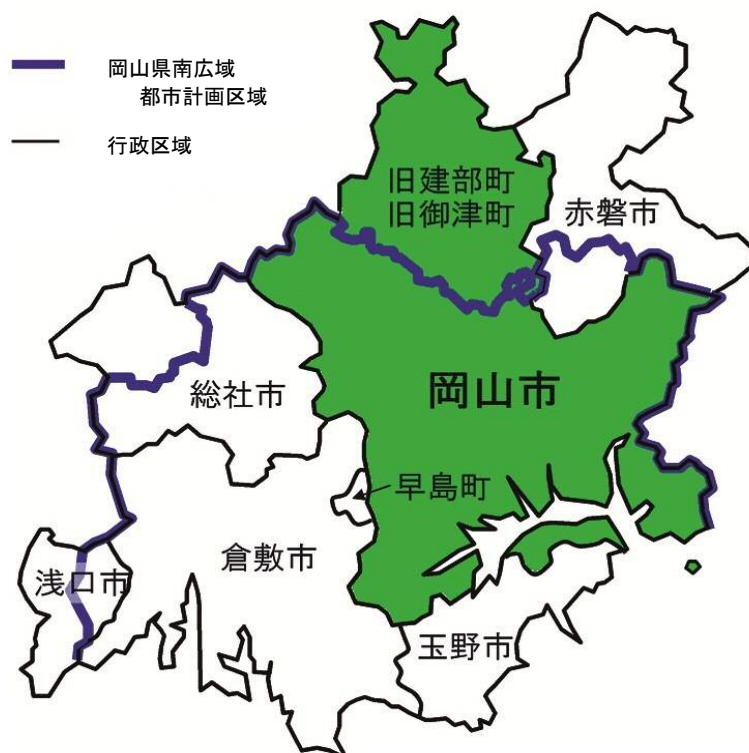 岡山県南広域
都市計画区域
行政区域
旧建部町
旧御津町
赤磐市
岡山市
総社市
早島町
倉敷市
浅口市
玉野市